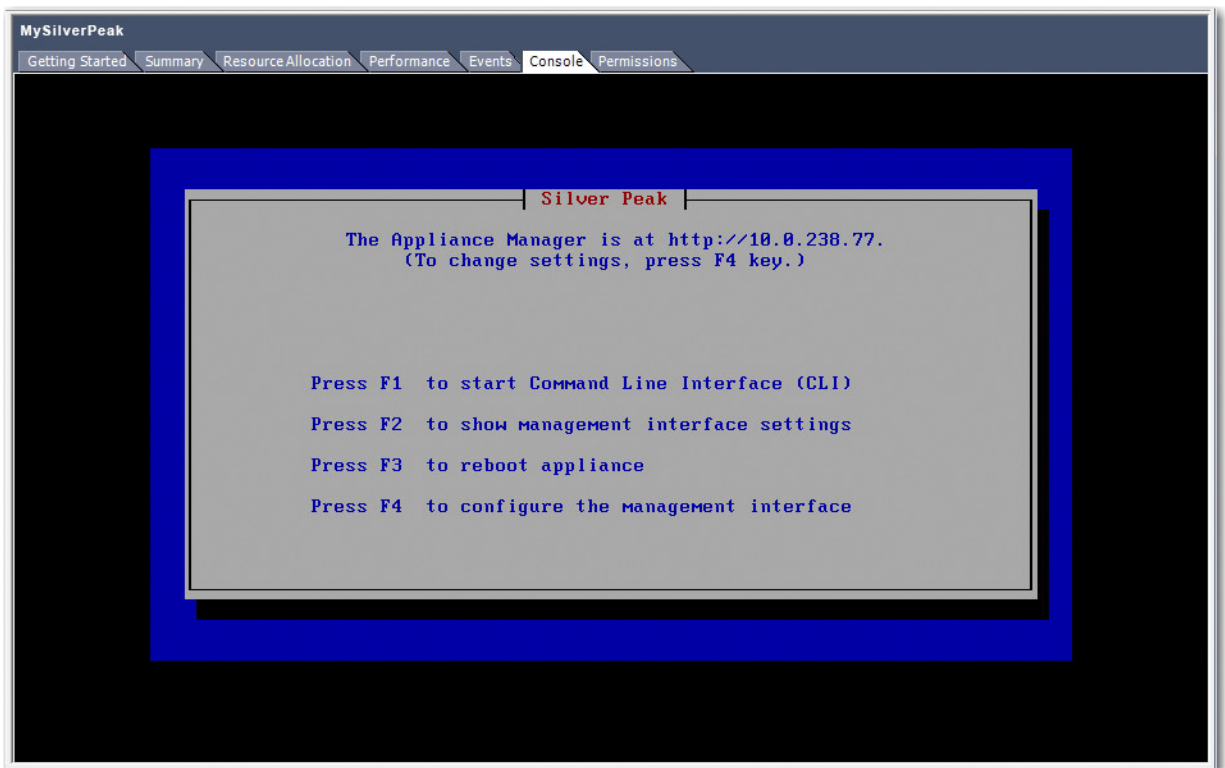 MySilverPeak
Getting Started Summary Resource Allocation Performance Events Console Permissions
Silver Peak
The Appliance Manager is at http://10.0.238.77.
(To change settings, press F4 key.)
Press F1 to start Command Line Interface (CLI)
Press F2 to show management interface settings
Press F3 to reboot appliance
Press F4 to configure the management interface